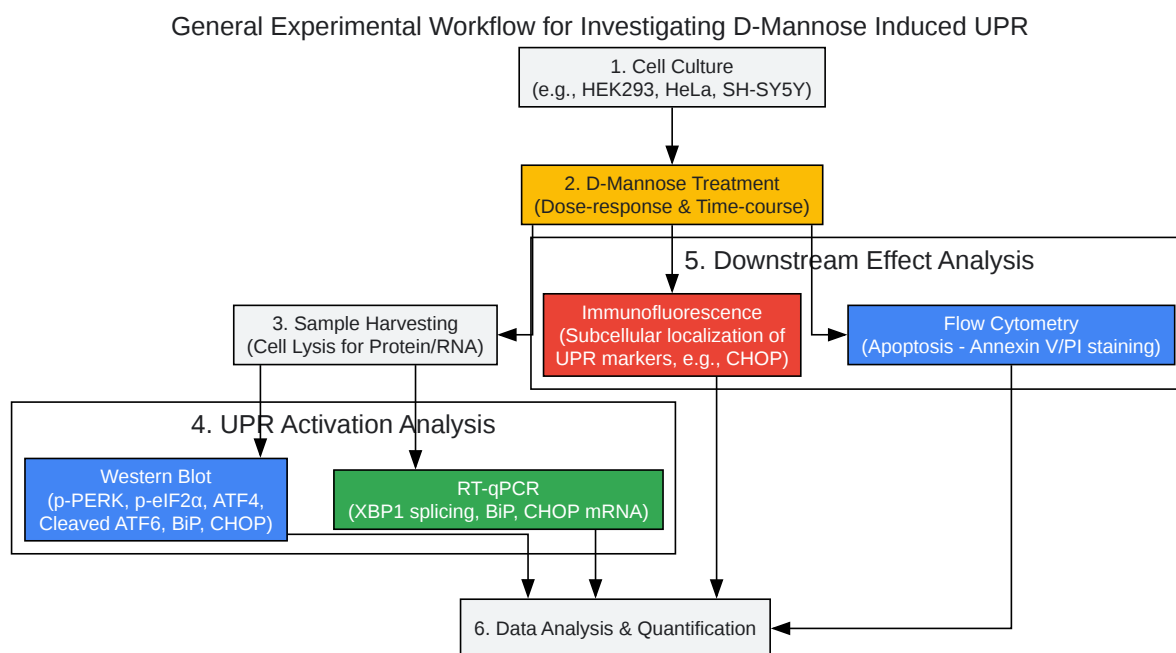 General Experimental Workflow for Investigating D-Mannose Induced UPR
1. Cell Culture
(e.g., HEK293, HeLa, SH-SY5Y)
2. D-Mannose Treatment
(Dose-response & Time-course)
5. Downstream Effect Analysis
3. Sample Harvesting
(Cell Lysis for Protein/RNA)
Immunofluorescence
(Subcellular localization of
UPR markers, e.g., CHOP)
Flow Cytometry
(Apoptosis - Annexin V/PI staining)
4. UPR Activation Analysis
Western Blot
(p-PERK, p-eIF2α, ATF4,
Cleaved ATF6, BiP, CHOP)
RT-qPCR
(XBP1 splicing, BiP, CHOP mRNA)
6. Data Analysis & Quantification